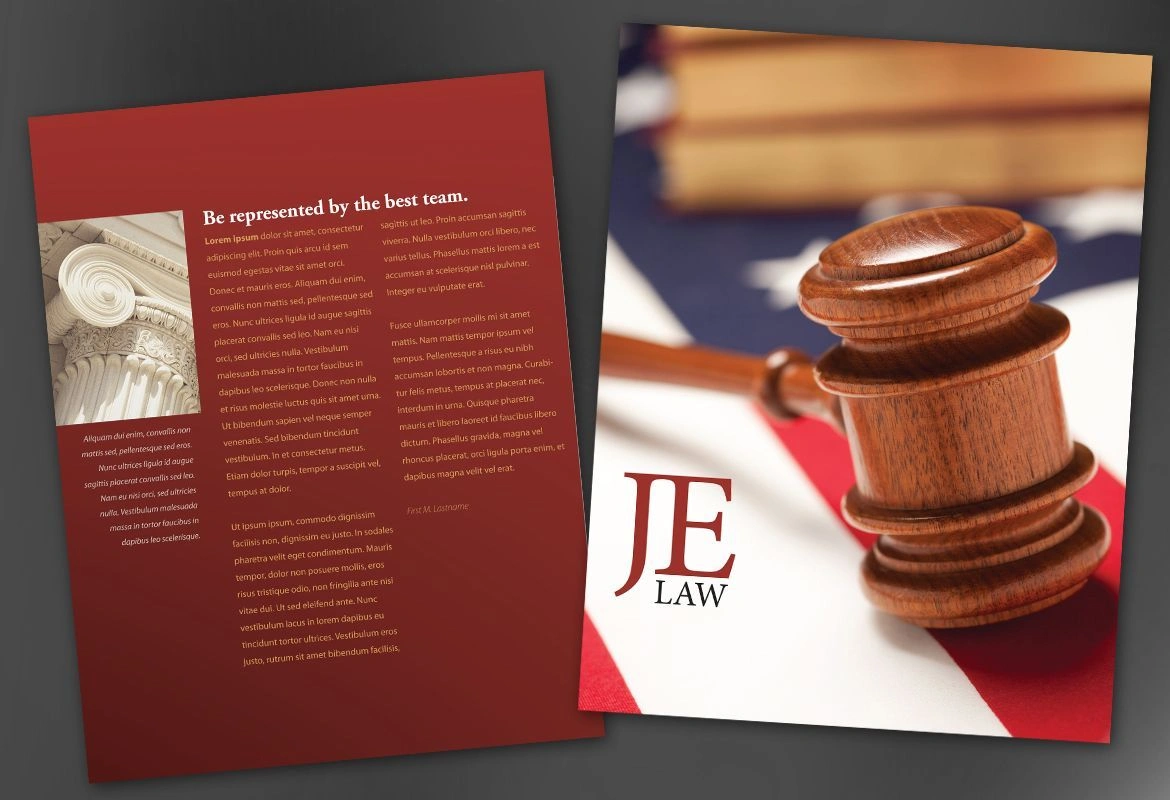 Be represented by the best team.
Lorem ipsum dolor sit amet, consectetur
adipiscing elit. Proin quis arcu id sem
euismod egestas vitae sit amet orci.
Donec et mauris eros. Aliquam dui enim,
convallis non mattis sed, pellentesque sed
eros. Nunc ultrices ligula id augue sagittis
placerat convallis sed leo. Nam eu nisi
orci, sed ultricies nulla. Vestibulum
malesuada massa in tortor faucibus in
dapibus leo scelerisque. Donec non nulla
et risus molestie luctus quis sit amet urna.
Ut bibendum sapien vel neque semper
venenatis. Sed bibendum tincidunt
vestibulum. In et consectetur metus.
Etiam dolor turpis, tempor a suscipit vel,
tempus at dolor.
Ut ipsum ipsum, commodo dignissim
facilisis non, dignissim eu justo. In sodales
pharetra velit eget condimentum. Mauris
tempor, dolor non posuere mollis, eros
risus tristique odio, non fringilla ante nisi
vitae dui. Ut sed eleifend ante. Nunc
vestibulum lacus in lorem dapibus eu
tincidunt tortor ultrices. Vestibulum eros
justo, rutrum sit amet bibendum facilisis,
sagittis ut leo. Proin accumsan sagittis
viverra. Nulla vestibulum orci libero, nec
varius tellus. Phasellus mattis lorem a est
accumsan at scelerisque nisl pulvinar.
Integer eu vulputate erat.
Fusce ullamcorper mollis mi sit amet
mattis. Nam mattis tempor ipsum vel
tempus. Pellentesque a risus eu nibh
accumsan lobortis et non magna. Curabi-
tur felis metus, tempus at placerat nec,
interdum in urna. Quisque pharetra
mauris et libero laoreet id faucibus libero
dictum. Phasellus gravida, magna vel
rhoncus placerat, orci ligula porta enim, et
dapibus magna velit vel erat.
First M. Lastname
Aliquam dui enim, convallis non
mattis sed, pellentesque sed eros.
Nunc ultrices ligula id augue
sagittis placerat convallis sed leo.
Nam eu nisi orci, sed ultricies
nulla. Vestibulum malesuada
massa in tortor faucibus in
dapibus leo scelerisque.
JE
LAW